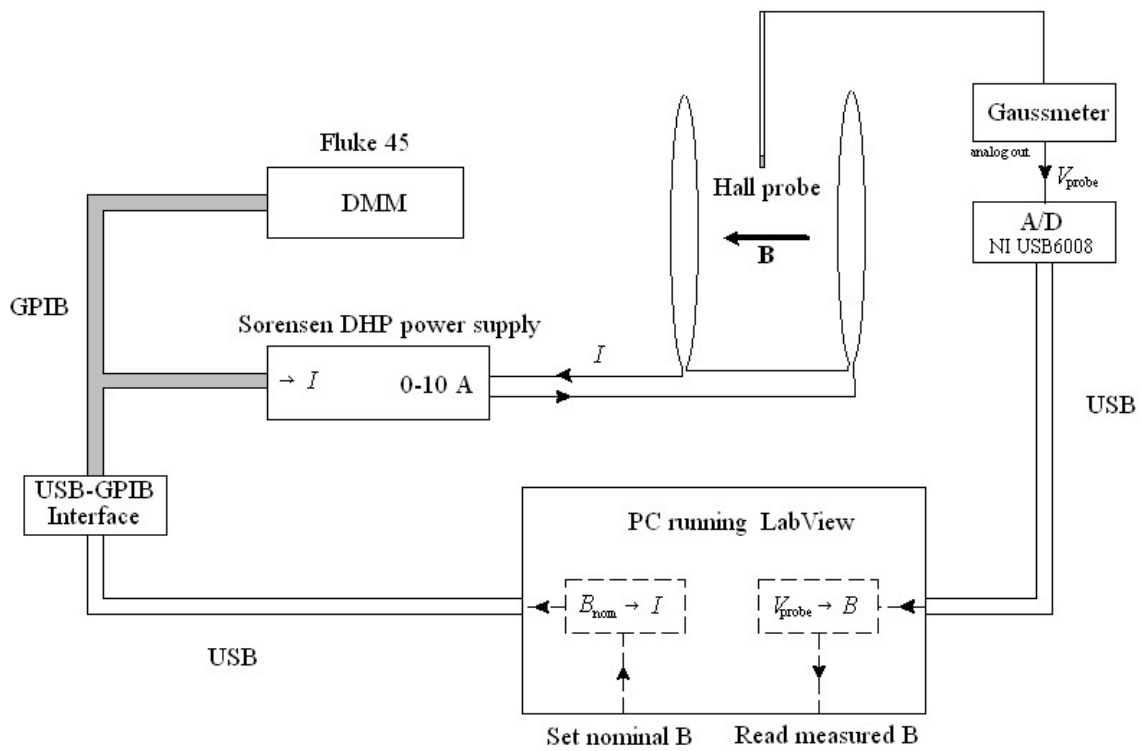 Fluke 45
DMM
GPIB
Sorensen DHP power supply
→ I
0-10 A
I
USB-GPIB
Interface
USB
Hall probe
B
Gaussmeter
analog out
V_probe
A/D
NI USB6008
USB
PC running LabView
B_nom → I
V_probe → B
Set nominal B
Read measured B